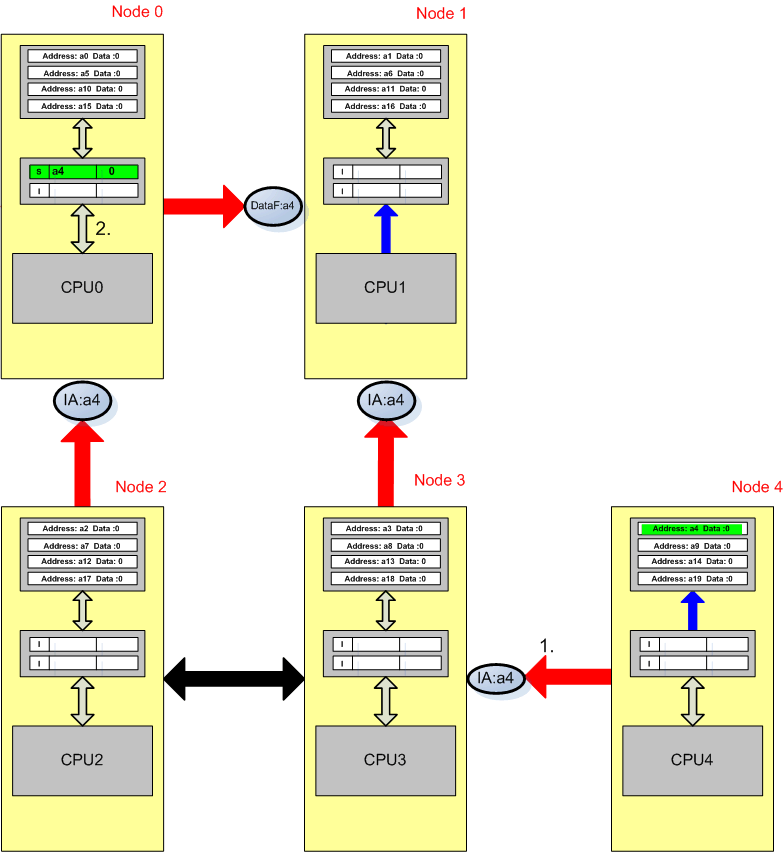 Node 0
Node 1
Address: a0 Data :0
Address: a5 Data :0
Address: a10 Data: 0
Address: a15 Data :0
Address: a1 Data :0
Address: a6 Data :0
Address: a11 Data: 0
Address: a16 Data :0
S a4 0
I
I
I
DataF:a4
2.
CPU0
CPU1
IA:a4
IA:a4
Node 2
Node 3
Node 4
Address: a2 Data :0
Address: a7 Data :0
Address: a12 Data :0
Address: a17 Data :0
Address: a3 Data :0
Address: a8 Data :0
Address: a13 Data :0
Address: a18 Data: 0
Address: a4 Data :0
Address: a9 Data :0
Address: a14 Data :0
Address: a19 Data :0
I
I
I
I
I
I
1.
IA:a4
CPU2
CPU3
CPU4